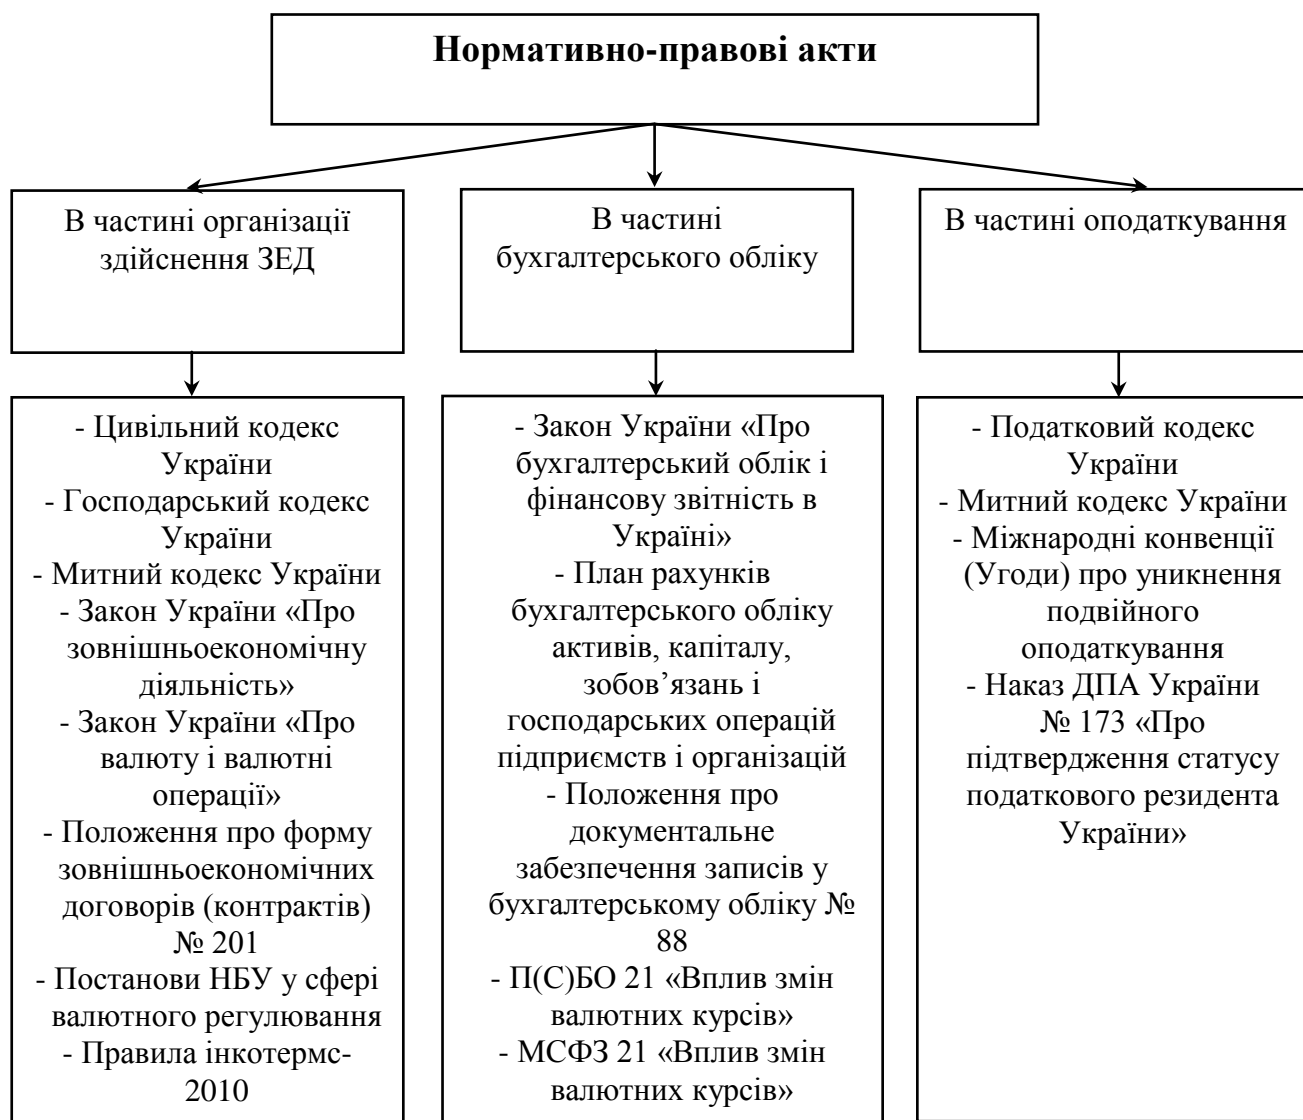 Нормативно-правові акти
В частині організації
здійснення ЗЕД
В частині
бухгалтерського обліку
В частині оподаткування
- Цивільний кодекс
України
- Господарський кодекс
України
- Митний кодекс України
- Закон України «Про
зовнішньоекономічну
діяльність»
- Закон України «Про
валюту і валютні
операції»
- Положення про форму
зовнішньоекономічних
договорів (контрактів)
№ 201
- Постанови НБУ у сфері
валютного регулювання
- Правила інкотермс-
2010
- Закон України «Про
бухгалтерський облік і
фінансову звітність в
Україні»
- План рахунків
бухгалтерського обліку
активів, капіталу,
зобов’язань і
господарських операцій
підприємств і організацій
- Положення про
документальне
забезпечення записів у
бухгалтерському обліку №
88
- П(С)БО 21 «Вплив змін
валютних курсів»
- МСФЗ 21 «Вплив змін
валютних курсів»
- Податковий кодекс
України
- Митний кодекс України
- Міжнародні конвенції
(Угоди) про уникнення
подвійного
оподаткування
- Наказ ДПА України
№ 173 «Про
підтвердження статусу
податкового резидента
України»